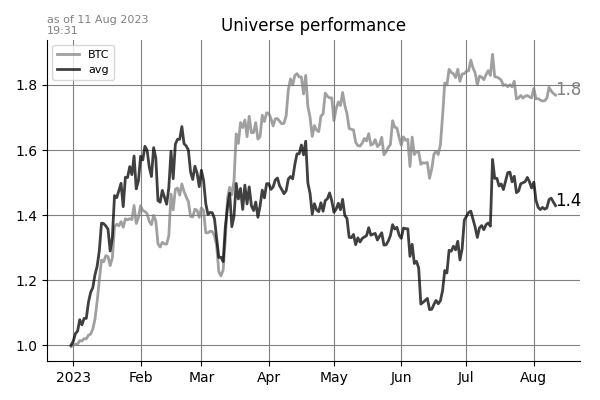 as of 11 Aug 2023
19:31
Universe performance
BTC
avg
1.8
1.6
1.4
1.2
1.0
1.8
1.4
2023
Feb
Mar
Apr
May
Jun
Jul
Aug